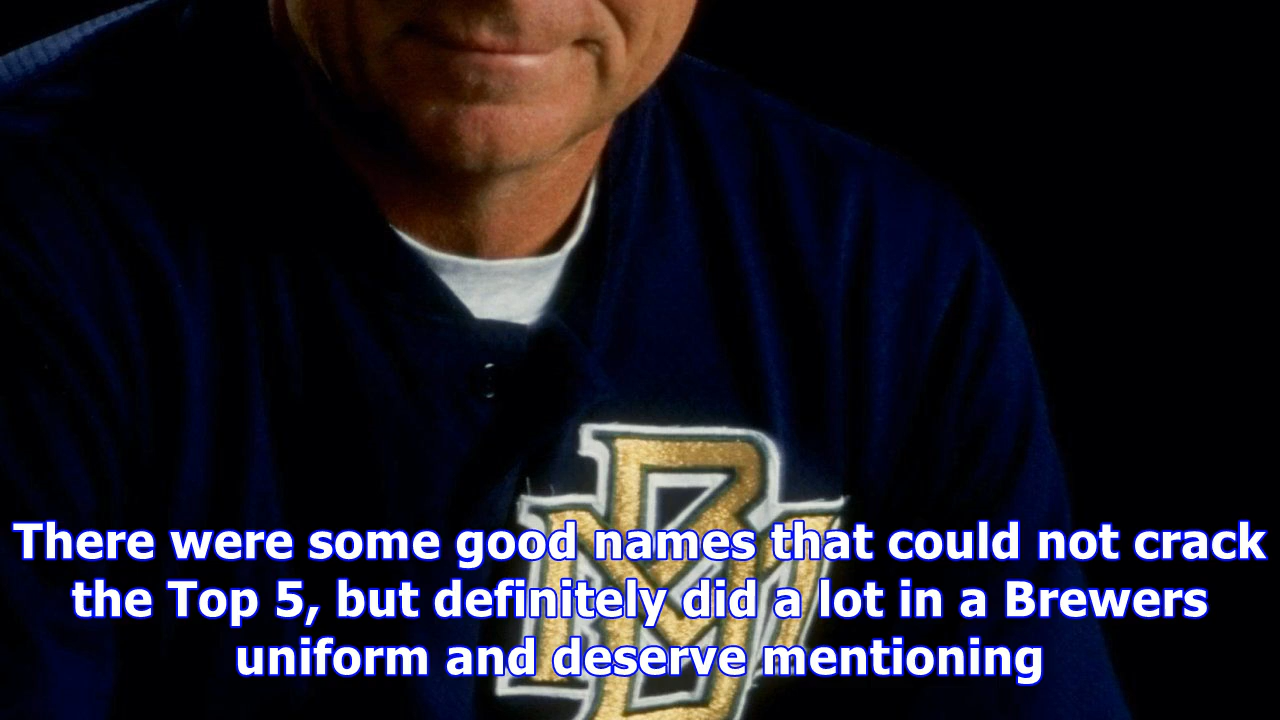 There were some good names that could not crack
the Top 5, but definitely did a lot in a Brewers
uniform and deserve mentioning